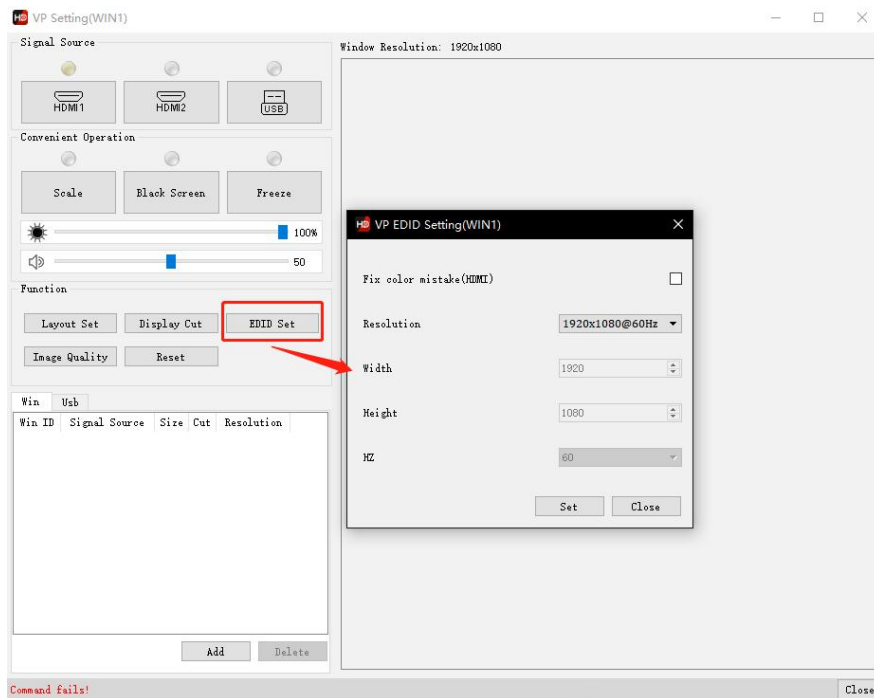 HD VP Setting(WIN1)
Signal Source
HDMI1 HDMI2 USB
Convenient Operation
Scale Black Screen Freeze
100%
50
Function
Layout Set Display Cut EDID Set
Image Quality Reset
Win Usb
Win ID Signal Source Size Cut Resolution
Add Delete
Command fails!
Window Resolution: 1920x1080
HD VP EDID Setting(WIN1)
Fix color mistake(HDMI)
Resolution 1920x1080@60Hz
Width 1920
Height 1080
HZ 60
Set Close
Close